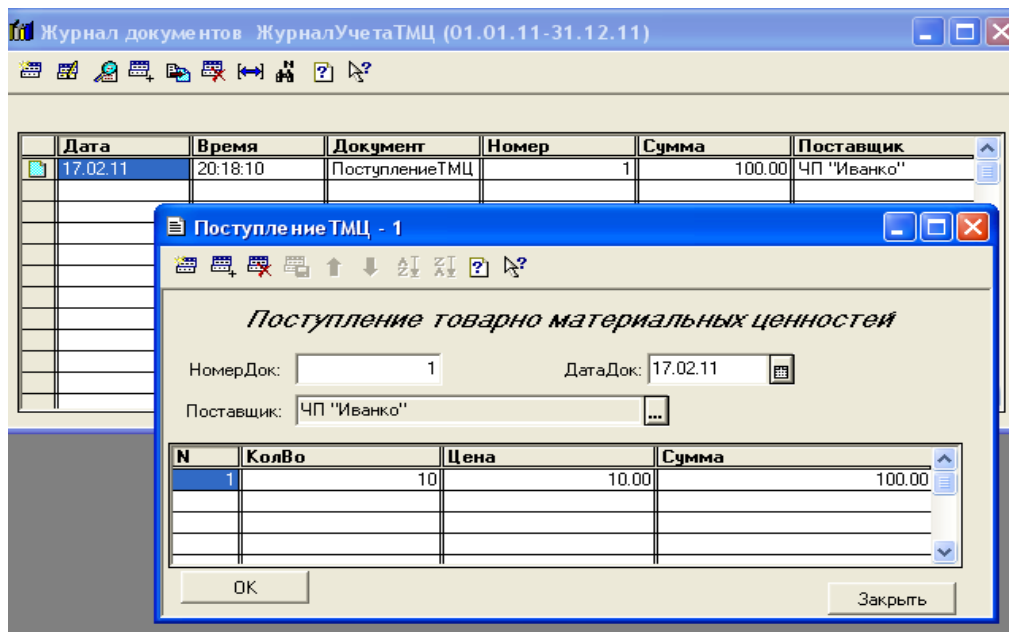 Журнал документов ЖурналУчетаТМЦ (01.01.11-31.12.11)
Дата Время Документ Номер Сумма Поставщик
17.02.11 20:18:10 ПоступлениеТМЦ 1 100.00 ЧП "Иванко"
ПоступлениеТМЦ - 1
Поступление товарно материальных ценностей
НомерДок: 1 ДатаДок: 17.02.11
Поставщик: ЧП "Иванко" ...
N КолВо Цена Сумма
1 10 10.00 100.00
OK Закрыть